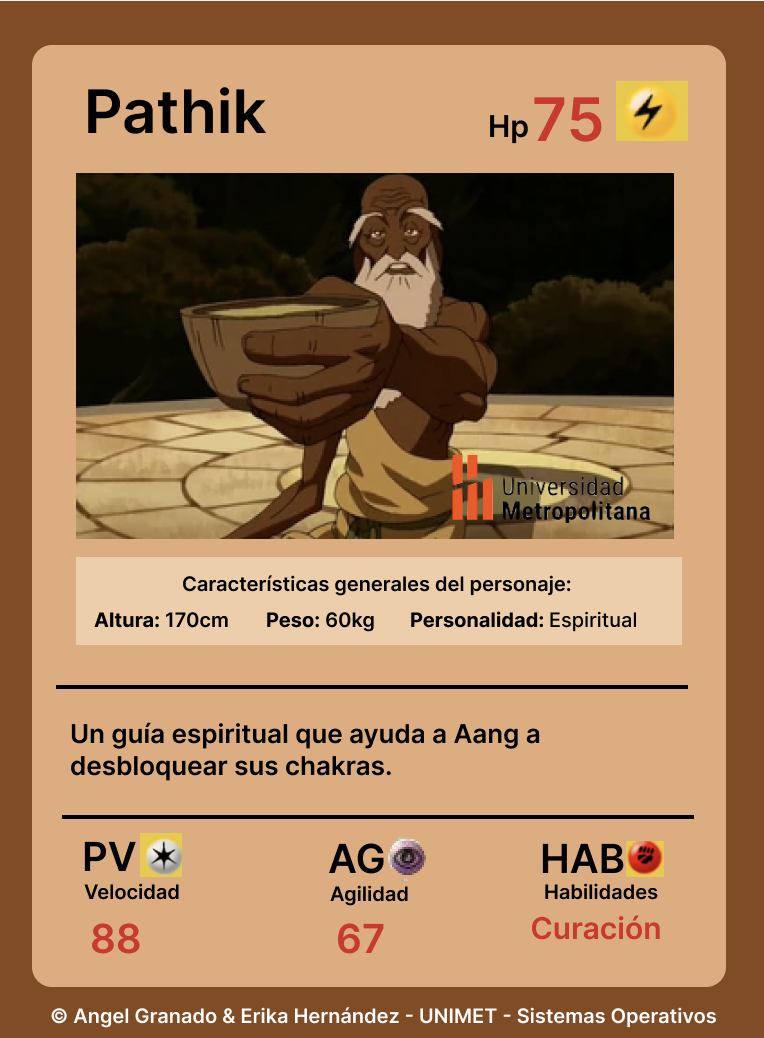 Pathik
Hp 75
Universidad
Metropolitana
Características generales del personaje:
Altura: 170cm Peso: 60kg Personalidad: Espiritual
Un guía espiritual que ayuda a Aang a
desbloquear sus chakras.
PV AG HAB
Velocidad Agilidad Habilidades
88 67 Curación
© Angel Granado & Erika Hernández - UNIMET - Sistemas Operativos